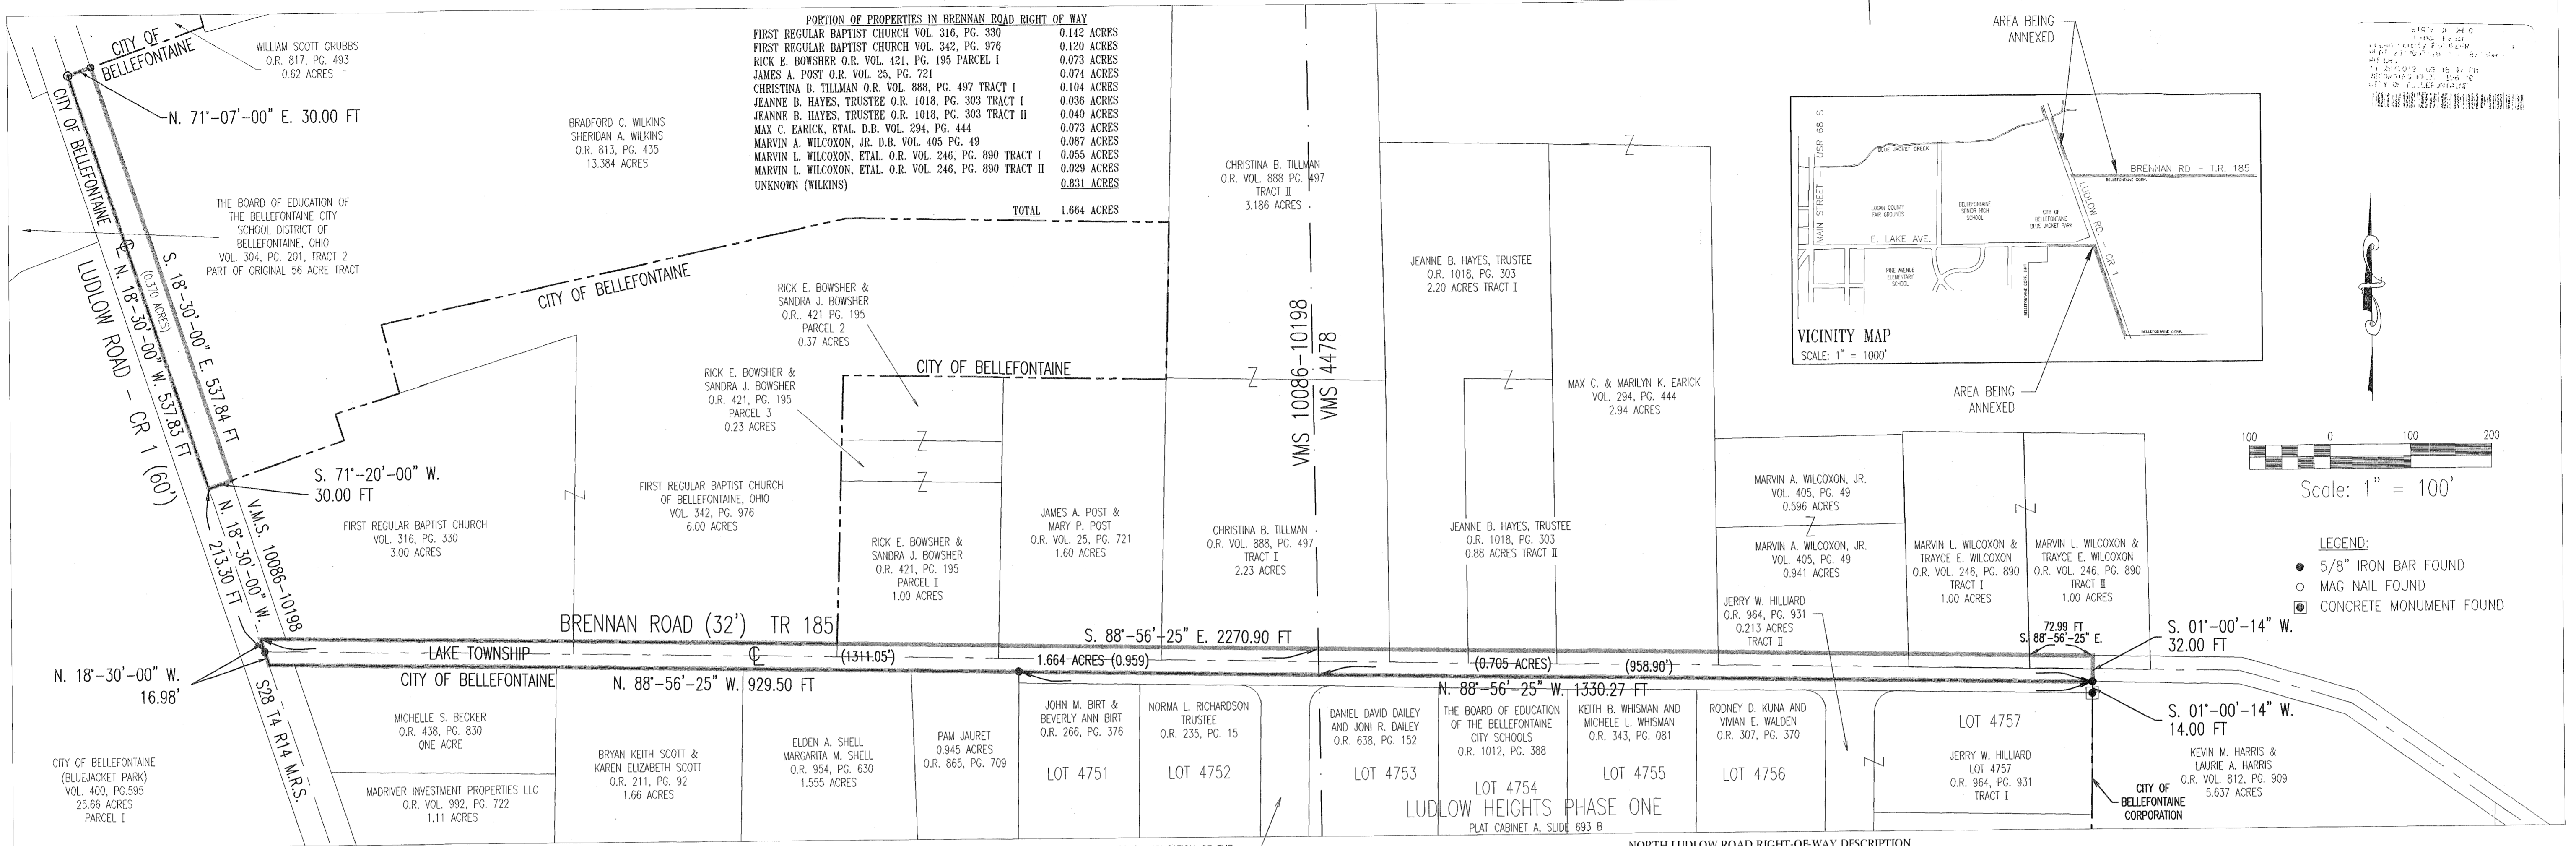 CITY OF
BELLEFONTAINE
WILLIAM SCOTT GRUBBS
O.R. 817, PG. 493
0.62 ACRES
N. 71°-07'-00" E. 30.00 FT
CITY OF BELLEFONTAINE
THE BOARD OF EDUCATION OF
THE BELLEFONTAINE CITY
SCHOOL DISTRICT OF
BELLEFONTAINE, OHIO
VOL. 304, PG. 201, TRACT 2
PART OF ORIGINAL 56 ACRE TRACT
S. 18°-30'-00" E. 537.84 FT
(0.370 ACRES)
N. 18°-30'-00" W. 537.83 FT
LUDLOW ROAD - CR 1 (60')
BRADFORD C. WILKINS
SHERIDAN A. WILKINS
O.R. 813, PG. 435
13.384 ACRES
PORTION OF PROPERTIES IN BRENNAN ROAD RIGHT OF WAY
FIRST REGULAR BAPTIST CHURCH VOL. 316, PG. 330 0.142 ACRES
FIRST REGULAR BAPTIST CHURCH VOL. 342, PG. 976 0.120 ACRES
RICK E. BOWSHER O.R. VOL. 421, PG. 195 PARCEL I 0.073 ACRES
JAMES A. POST O.R. VOL. 25, PG. 721 0.074 ACRES
CHRISTINA B. TILLMAN O.R. VOL. 888, PG. 497 TRACT I 0.104 ACRES
JEANNE B. HAYES, TRUSTEE O.R. 1018, PG. 303 TRACT I 0.036 ACRES
JEANNE B. HAYES, TRUSTEE O.R. 1018, PG. 303 TRACT II 0.040 ACRES
MAX C. EARICK, ETAL. D.B. VOL. 294, PG. 444 0.073 ACRES
MARVIN A. WILCOXON, JR. D.B. VOL. 405 PG. 49 0.087 ACRES
MARVIN L. WILCOXON, ETAL. O.R. VOL. 246, PG. 890 TRACT I 0.055 ACRES
MARVIN L. WILCOXON, ETAL. O.R. VOL. 246, PG. 890 TRACT II 0.029 ACRES
UNKNOWN (WILKINS) 0.831 ACRES
TOTAL 1.664 ACRES
CITY OF BELLEFONTAINE
RICK E. BOWSHER &
SANDRA J. BOWSHER
O.R.. 421 PG. 195
PARCEL 2
0.37 ACRES
RICK E. BOWSHER &
SANDRA J. BOWSHER
O.R. 421, PG. 195
PARCEL 3
0.23 ACRES
CITY OF BELLEFONTAINE
CHRISTINA B. TILLMAN
O.R. VOL. 888 PG. 497
TRACT II
3.186 ACRES
VMS 10086-10198
VMS 4478
JEANNE B. HAYES, TRUSTEE
O.R. 1018, PG. 303
2.20 ACRES TRACT I
MAX C. & MARILYN K. EARICK
VOL. 294, PG. 444
2.94 ACRES
AREA BEING
ANNEXED
MAIN STREET - USR 68 S
BLUE JACKET CREEK
BRENNAN RD - T.R. 185
BELLEFONTAINE CORP.
LOGAN COUNTY
FAIR GROUNDS
BELLEFONTAINE
SENIOR HIGH
SCHOOL
CITY OF
BELLEFONTAINE
BLUE JACKET PARK
LUDLOW RD. - CR 1
E. LAKE AVE.
PINE AVENUE
ELEMENTARY
SCHOOL
BELLEFONTAINE CORP. LIMIT
BELLEFONTAINE CORP.
VICINITY MAP
SCALE: 1" = 1000'
AREA BEING
ANNEXED
100 0 100 200
Scale: 1" = 100'
LEGEND:
5/8" IRON BAR FOUND
MAG NAIL FOUND
CONCRETE MONUMENT FOUND
S. 71°-20'-00" W.
30.00 FT
FIRST REGULAR BAPTIST CHURCH
VOL. 316, PG. 330
3.00 ACRES
FIRST REGULAR BAPTIST CHURCH
OF BELLEFONTAINE, OHIO
VOL. 342, PG. 976
6.00 ACRES
RICK E. BOWSHER &
SANDRA J. BOWSHER
O.R. 421, PG. 195
PARCEL I
1.00 ACRES
JAMES A. POST &
MARY P. POST
O.R. VOL. 25, PG. 721
1.60 ACRES
CHRISTINA B. TILLMAN
O.R. VOL. 888, PG. 497
TRACT I
2.23 ACRES
JEANNE B. HAYES, TRUSTEE
O.R. 1018, PG. 303
0.88 ACRES TRACT II
MARVIN A. WILCOXON, JR.
VOL. 405, PG. 49
0.596 ACRES
MARVIN A. WILCOXON, JR.
VOL. 405, PG. 49
0.941 ACRES
MARVIN L. WILCOXON &
TRAYCE E. WILCOXON
O.R. VOL. 246, PG. 890
TRACT I
1.00 ACRES
MARVIN L. WILCOXON &
TRAYCE E. WILCOXON
O.R. VOL. 246, PG. 890
TRACT II
1.00 ACRES
JERRY W. HILLIARD
O.R. 964, PG. 931
0.213 ACRES
TRACT II
72.99 FT
S. 88°-56'-25" E.
S. 01°-00'-14" W.
32.00 FT
V.M.S. 10086-10198
N. 18°-30'-00" W.
213.30 FT
BRENNAN ROAD (32') TR 185
S. 88°-56'-25" E. 2270.90 FT
LAKE TOWNSHIP
(1311.05')
1.664 ACRES (0.959)
(0.705 ACRES)
(958.90')
N. 18°-30'-00" W.
16.98'
CITY OF BELLEFONTAINE
N. 88°-56'-25" W. 929.50 FT
N. 88°-56'-25" W. 1330.27 FT
S. 01°-00'-14" W.
14.00 FT
S28 T4 R14 M.R.S.
CITY OF BELLEFONTAINE
(BLUEJACKET PARK)
VOL. 400, PG.595
25.66 ACRES
PARCEL I
MICHELLE S. BECKER
O.R. 438, PG. 830
ONE ACRE
MADRIVER INVESTMENT PROPERTIES LLC
O.R. VOL. 992, PG. 722
1.11 ACRES
BRYAN KEITH SCOTT &
KAREN ELIZABETH SCOTT
O.R. 211, PG. 92
1.66 ACRES
ELDEN A. SHELL
MARGARITA M. SHELL
O.R. 954, PG. 630
1.555 ACRES
PAM JAURET
0.945 ACRES
O.R. 865, PG. 709
JOHN M. BIRT &
BEVERLY ANN BIRT
O.R. 266, PG. 376
LOT 4751
NORMA L. RICHARDSON
TRUSTEE
O.R. 235, PG. 15
LOT 4752
DANIEL DAVID DAILEY
AND JONI R. DAILEY
O.R. 638, PG. 152
LOT 4753
THE BOARD OF EDUCATION
OF THE BELLEFONTAINE
CITY SCHOOLS
O.R. 1012, PG. 388
LOT 4754
KEITH B. WHISMAN AND
MICHELE L. WHISMAN
O.R. 343, PG. 081
LOT 4755
RODNEY D. KUNA AND
VIVIAN E. WALDEN
O.R. 307, PG. 370
LOT 4756
LOT 4757
JERRY W. HILLIARD
LOT 4757
O.R. 964, PG. 931
TRACT I
KEVIN M. HARRIS &
LAURIE A. HARRIS
O.R. VOL. 812, PG. 909
5.637 ACRES
CITY OF
BELLEFONTAINE
CORPORATION
LUDLOW HEIGHTS PHASE ONE
PLAT CABINET A, SLIDE 693 B
NORTH LUDLOW ROAD RIGHT-OF-WAY DESCRIPTION